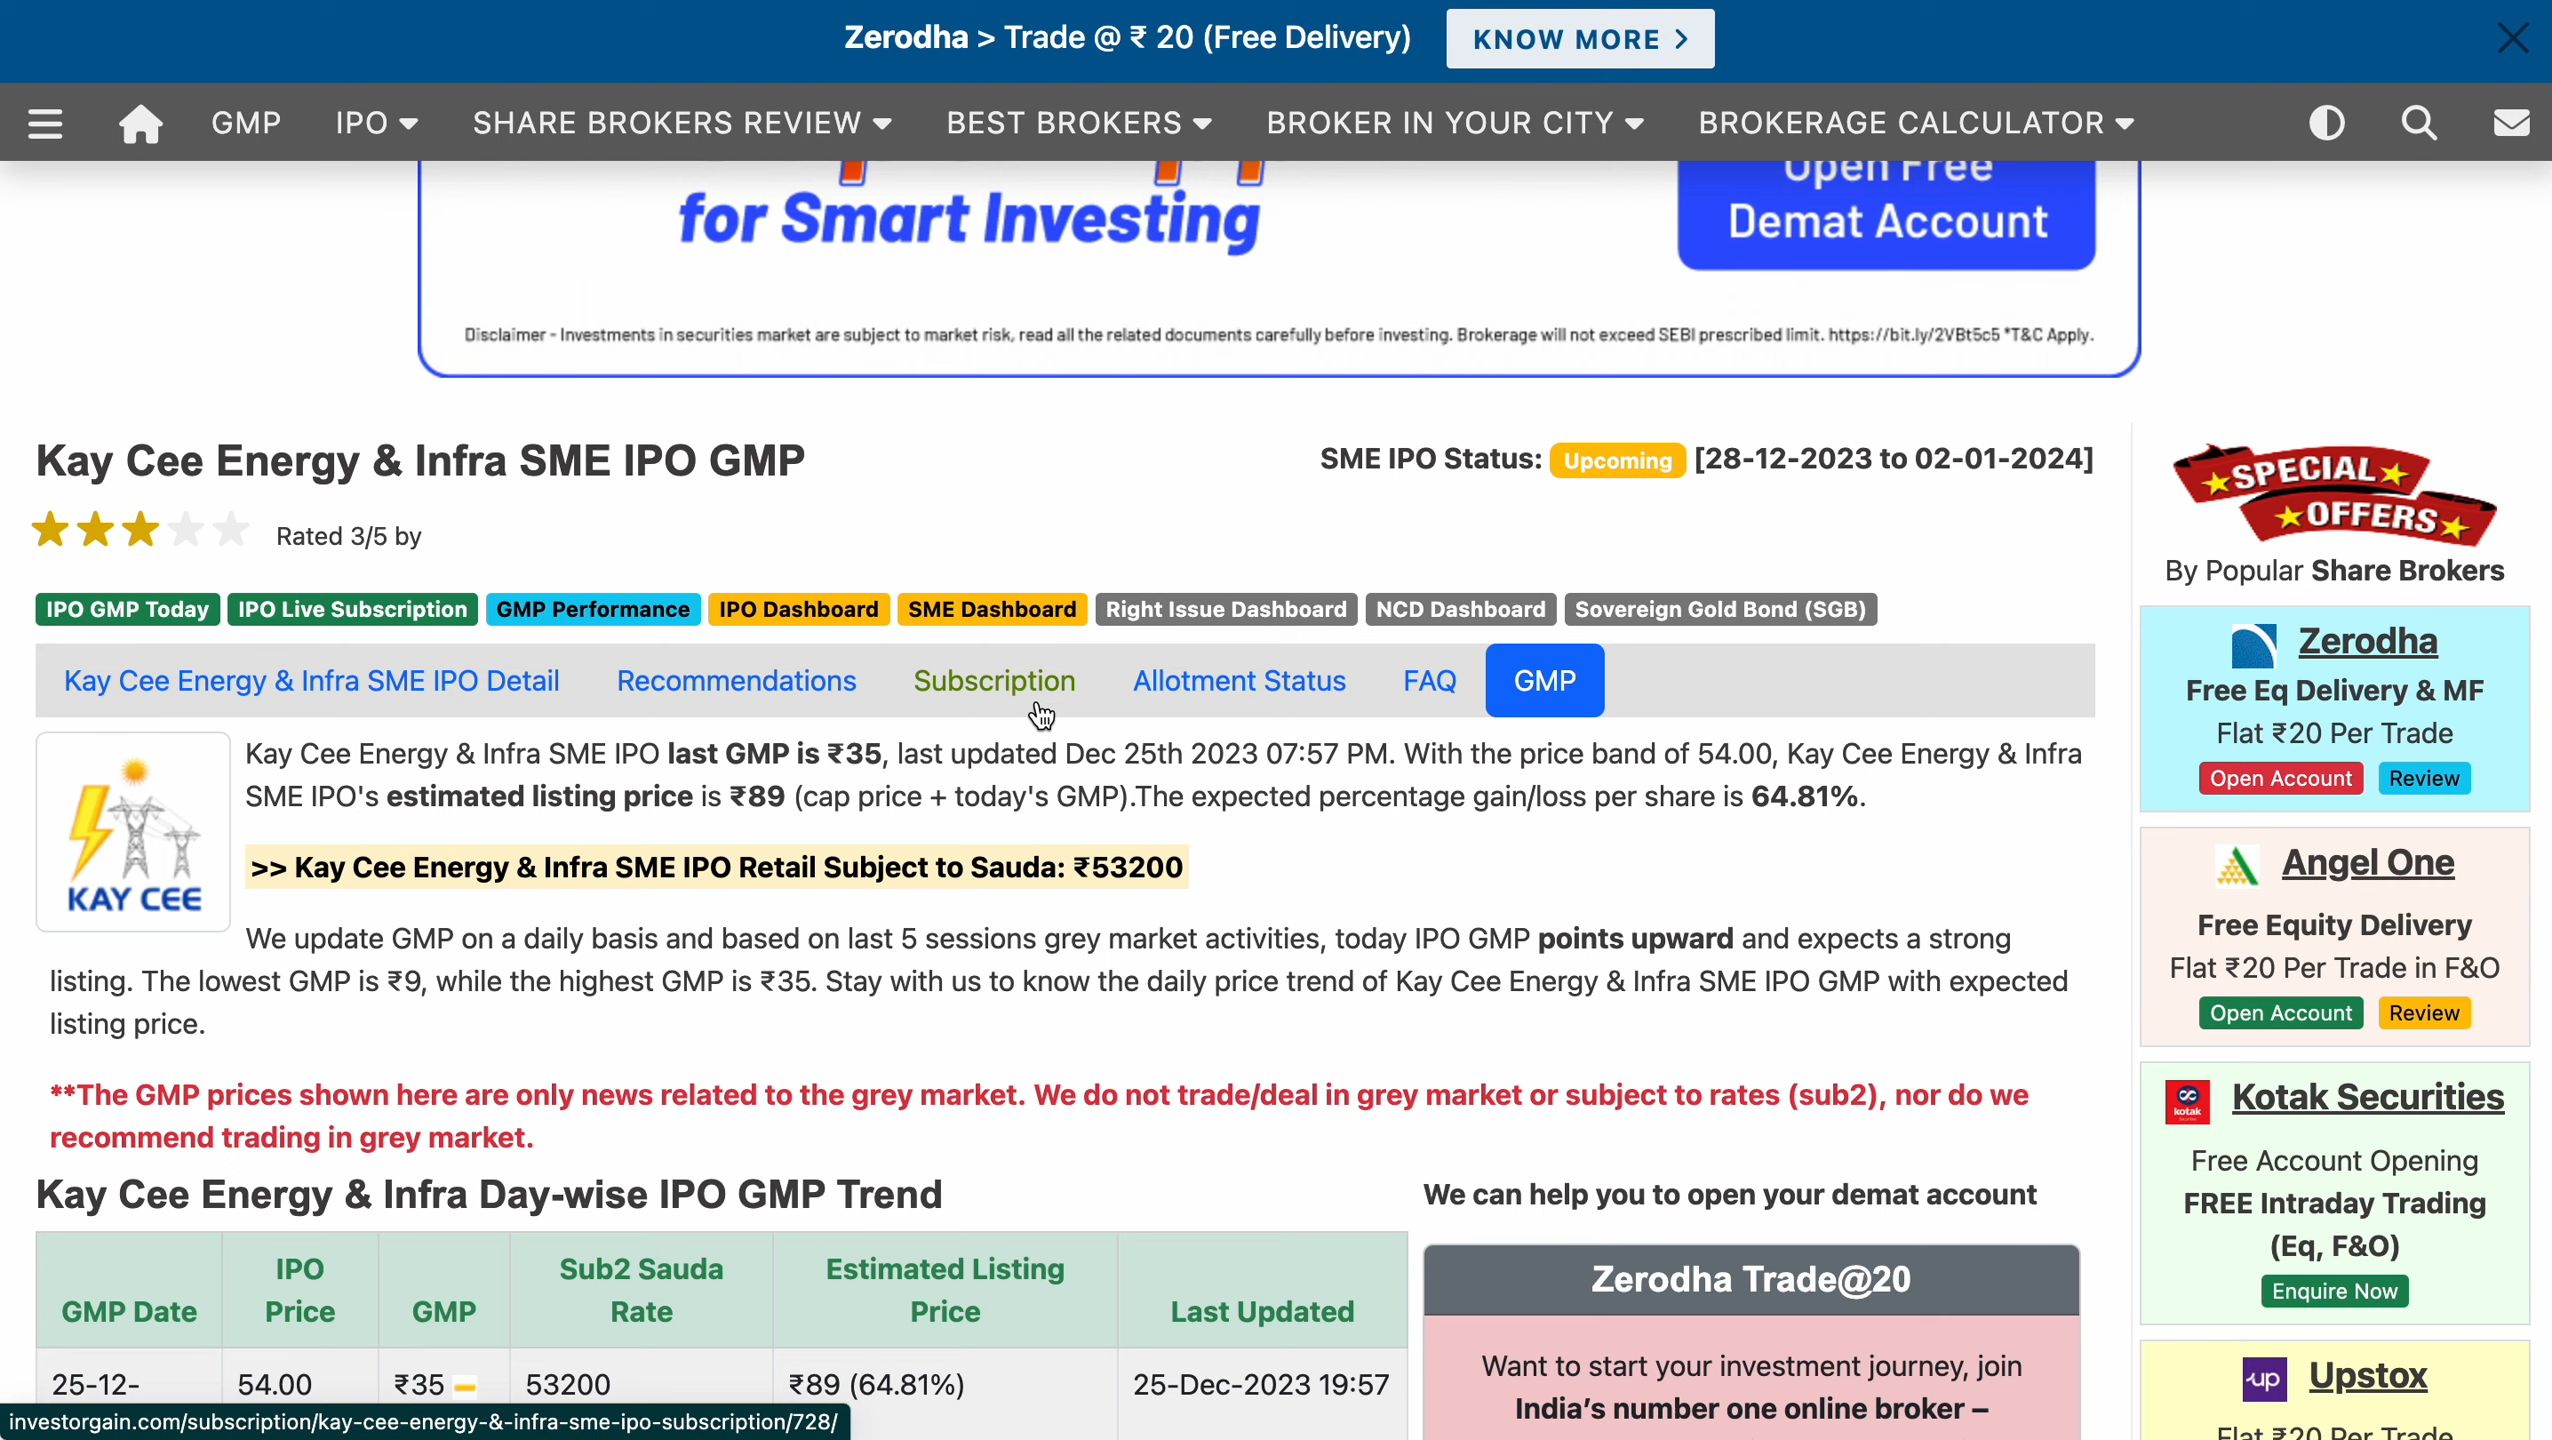 Zerodha > Trade @ ₹ 20 (Free Delivery) KNOW MORE >
GMP IPO SHARE BROKERS REVIEW BEST BROKERS BROKER IN YOUR CITY BROKERAGE CALCULATOR
for Smart Investing
Open Free
Demat Account
Disclaimer - Investments in securities market are subject to market risk, read all the related documents carefully before investing. Brokerage will not exceed SEBI prescribed limit. https://bit.ly/2VBt5c5 *T&C Apply.
Kay Cee Energy & Infra SME IPO GMP
SME IPO Status: Upcoming [28-12-2023 to 02-01-2024]
Rated 3/5 by
IPO GMP Today IPO Live Subscription GMP Performance IPO Dashboard SME Dashboard Right Issue Dashboard NCD Dashboard Sovereign Gold Bond (SGB)
Kay Cee Energy & Infra SME IPO Detail Recommendations Subscription Allotment Status FAQ GMP
KAY CEE
Kay Cee Energy & Infra SME IPO last GMP is ₹35, last updated Dec 25th 2023 07:57 PM. With the price band of 54.00, Kay Cee Energy & Infra
SME IPO's estimated listing price is ₹89 (cap price + today's GMP).The expected percentage gain/loss per share is 64.81%.
>> Kay Cee Energy & Infra SME IPO Retail Subject to Sauda: ₹53200
We update GMP on a daily basis and based on last 5 sessions grey market activities, today IPO GMP points upward and expects a strong
listing. The lowest GMP is ₹9, while the highest GMP is ₹35. Stay with us to know the daily price trend of Kay Cee Energy & Infra SME IPO GMP with expected
listing price.
**The GMP prices shown here are only news related to the grey market. We do not trade/deal in grey market or subject to rates (sub2), nor do we
recommend trading in grey market.
Kay Cee Energy & Infra Day-wise IPO GMP Trend
GMP Date IPO Price GMP Sub2 Sauda Rate Estimated Listing Price Last Updated
25-12- 54.00 ₹35 53200 ₹89 (64.81%) 25-Dec-2023 19:57
We can help you to open your demat account
Zerodha Trade@20
Want to start your investment journey, join
India's number one online broker –
SPECIAL
OFFERS
By Popular Share Brokers
Zerodha
Free Eq Delivery & MF
Flat ₹20 Per Trade
Open Account Review
Angel One
Free Equity Delivery
Flat ₹20 Per Trade in F&O
Open Account Review
kotak
Kotak Securities
Free Account Opening
FREE Intraday Trading
(Eq, F&O)
Enquire Now
up
Upstox
Flat ₹20 Per Trade
investorgain.com/subscription/kay-cee-energy-&-infra-sme-ipo-subscription/728/